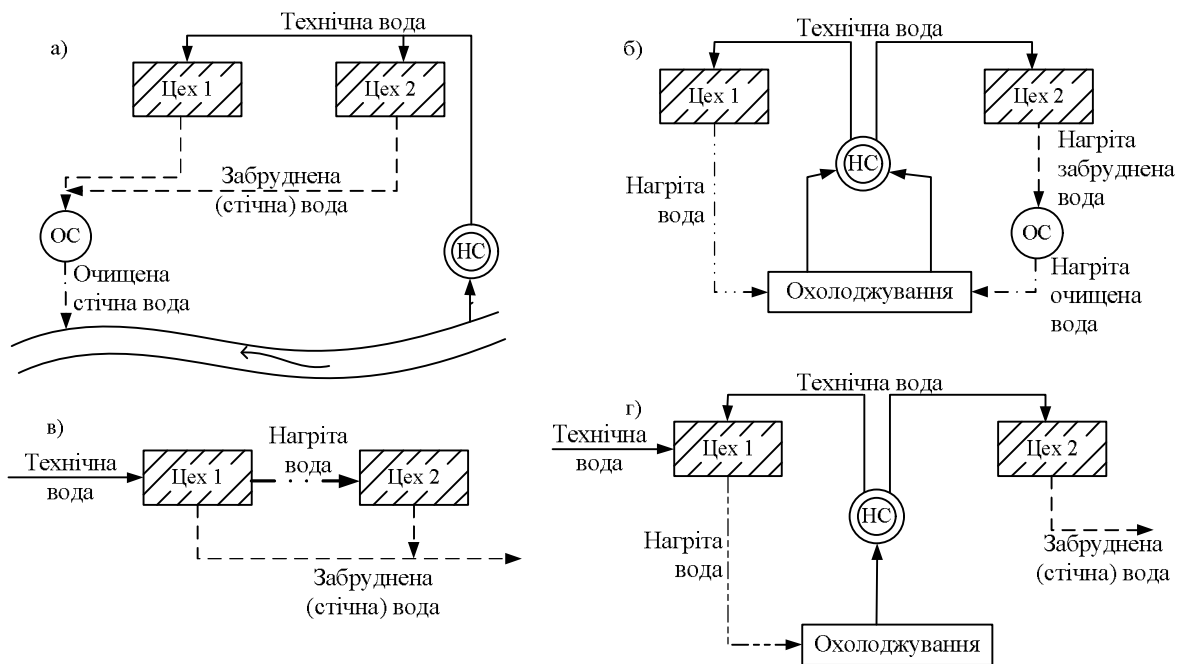 а)
Технічна вода
Цех 1
Цех 2
Забруднена
(стічна) вода
ОС
НС
Очищена
стічна вода
б)
Технічна вода
Цех 1
Цех 2
НС
Нагріта
вода
Нагріта
забруднена
вода
ОС
Охолоджування
Нагріта
очищена
вода
в)
Технічна
вода
Цех 1
Нагріта
вода
Цех 2
Забруднена
(стічна) вода
г)
Технічна вода
Технічна
вода
Цех 1
Цех 2
НС
Нагріта
вода
Забруднена
(стічна) вода
Охолоджування